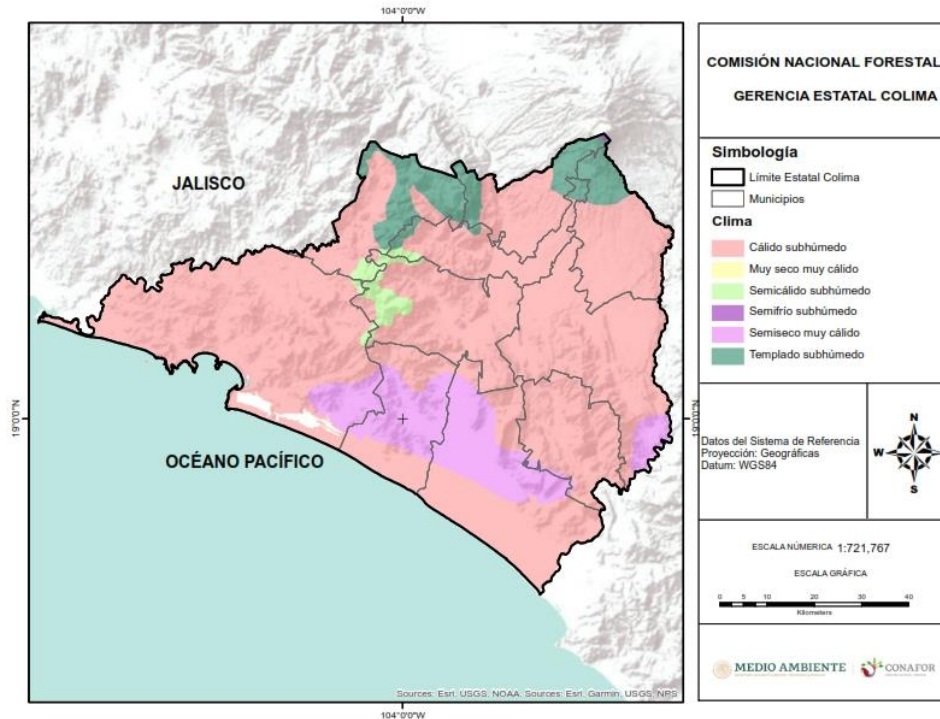 104°0'0"W
JALISCO
OCÉANO PACÍFICO
19°0'0"N
19°0'0"N
Sources: Esri, USGS, NOAA, Sources: Esri, Garmin, USGS, NPS
104°0'0"W
COMISIÓN NACIONAL FORESTAL
GERENCIA ESTATAL COLIMA
Simbología
Límite Estatal Colima
Municipios
Clima
Cálido subhúmedo
Muy seco muy cálido
Semicálido subhúmedo
Semifrío subhúmedo
Semiseco muy cálido
Templado subhúmedo
Datos del Sistema de Referencia
Proyección: Geográficas
Datum: WGS84
N
W
S
ESCALA NÚMERICA 1:721,767
ESCALA GRÁFICA
0 5 10 20 30 40
Kilometers
MEDIO AMBIENTE
CONAFOR